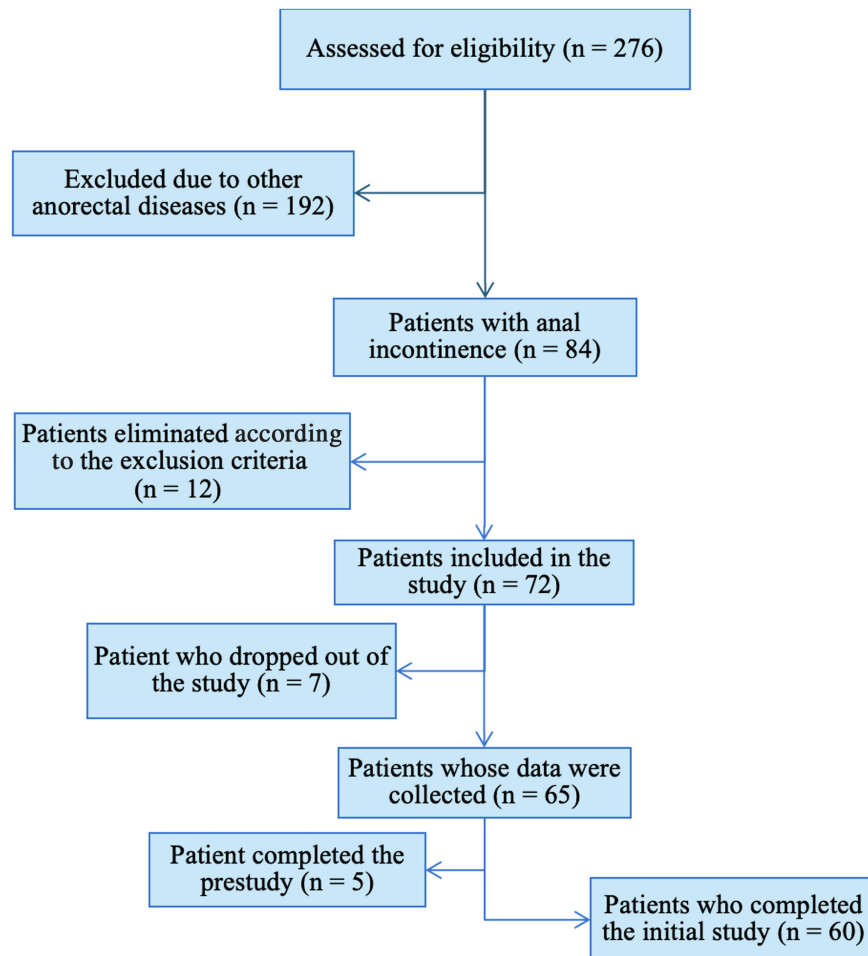 Assessed for eligibility (n = 276)
Excluded due to other
anorectal diseases (n = 192)
Patients with anal
incontinence (n = 84)
Patients eliminated according
to the exclusion criteria
(n = 12)
Patients included in the
study (n = 72)
Patient who dropped out of
the study (n = 7)
Patients whose data were
collected (n = 65)
Patient completed the
prestudy (n = 5)
Patients who completed
the initial study (n = 60)